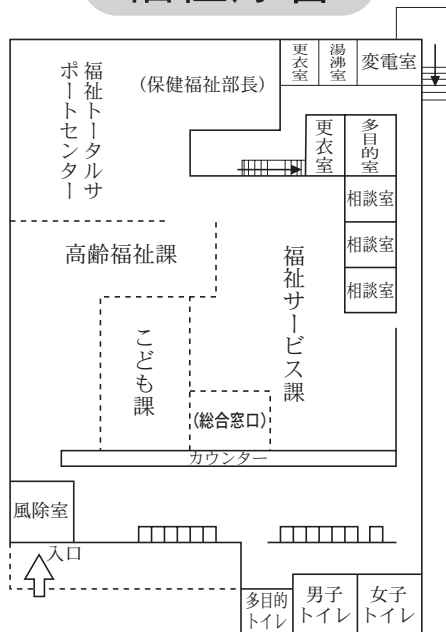 更衣室
湯沸室
変電室
(保健福祉部長)
福祉トータルサ
ポートセンター
更衣室
多目的室
相談室
相談室
相談室
高齢福祉課
福祉サービス課
こども課
(総合窓口)
カウンター
風除室
入口
多目的
トイレ
男子
トイレ
女子
トイレ